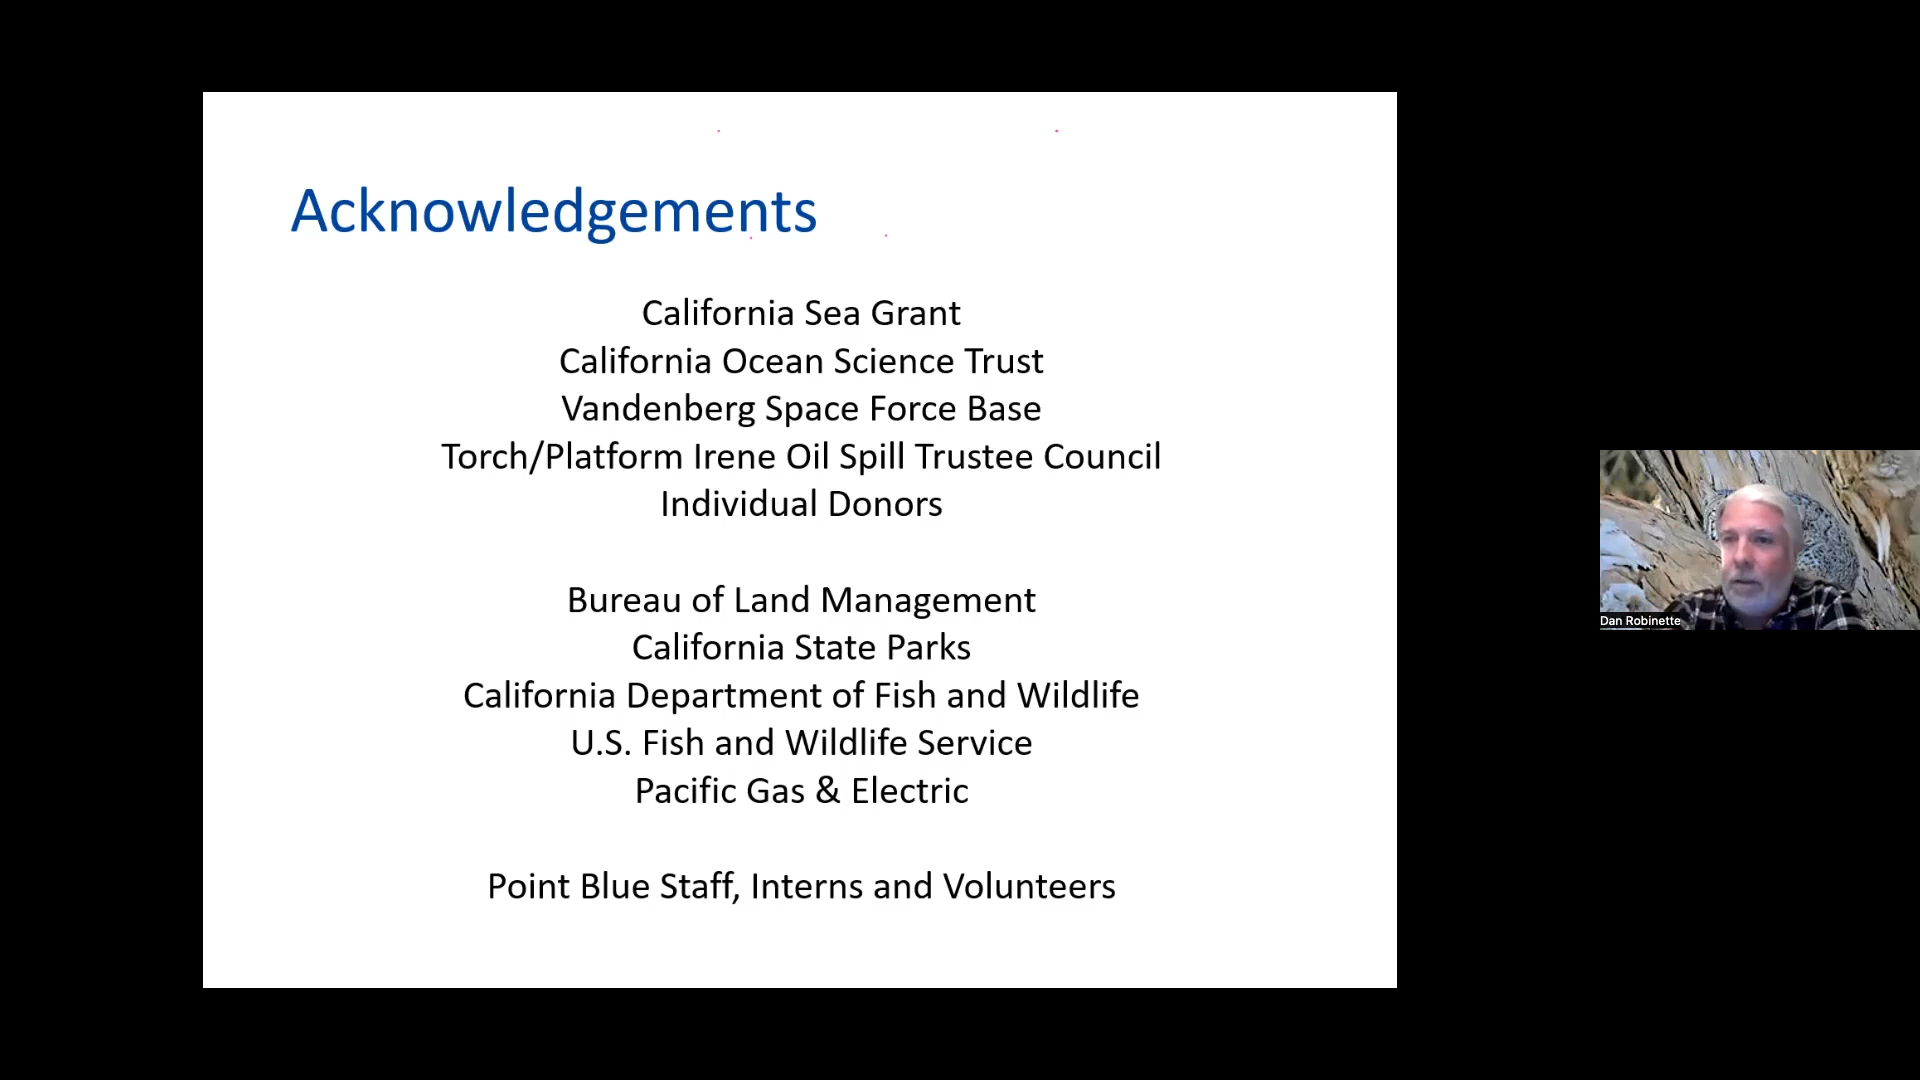 Acknowledgements
California Sea Grant
California Ocean Science Trust
Vandenberg Space Force Base
Torch/Platform Irene Oil Spill Trustee Council
Individual Donors
Bureau of Land Management
California State Parks
California Department of Fish and Wildlife
U.S. Fish and Wildlife Service
Pacific Gas & Electric
Point Blue Staff, Interns and Volunteers
Dan Robinette